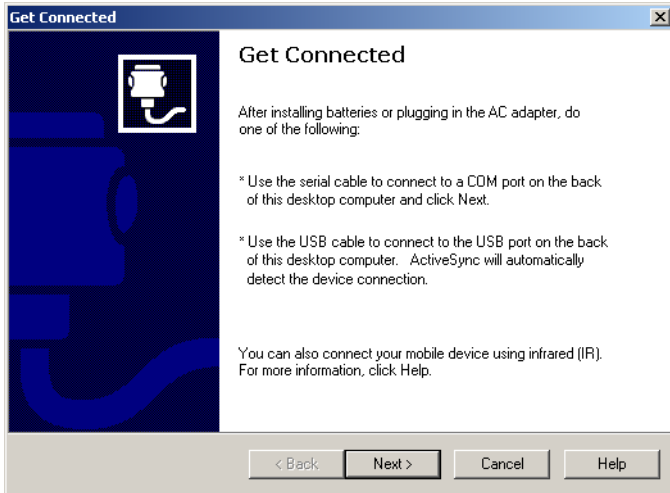 Get Connected
Get Connected
After installing batteries or plugging in the AC adapter, do
one of the following:
* Use the serial cable to connect to a COM port on the back
of this desktop computer and click Next.
* Use the USB cable to connect to the USB port on the back
of this desktop computer.   ActiveSync will automatically
detect the device connection.
You can also connect your mobile device using infrared (IR).
For more information, click Help.
< Back Next > Cancel Help